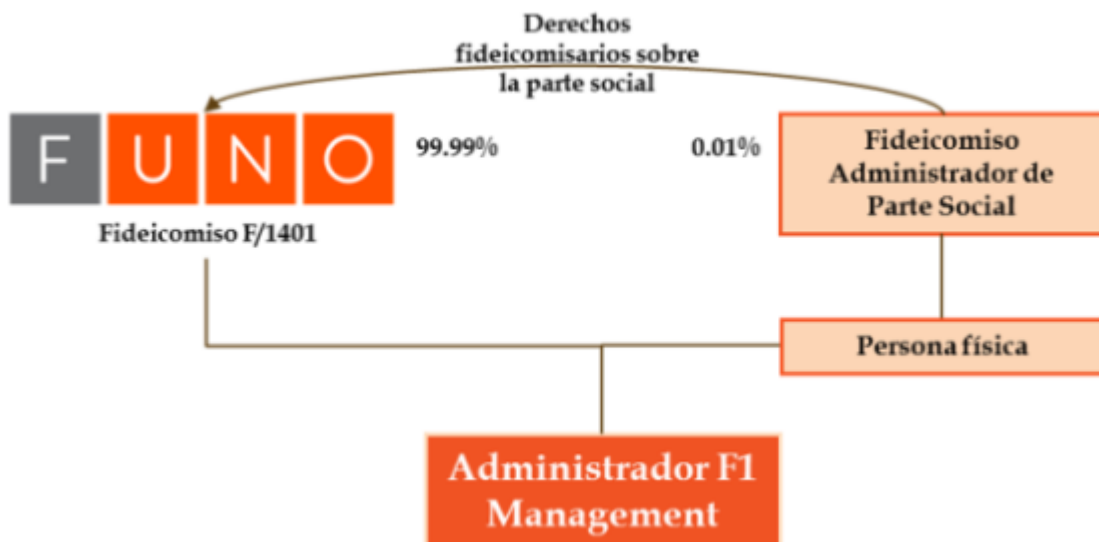 Derechos
fideicomisarios sobre
la parte social
FUNO
99.99%
0.01%
Fideicomiso
Administrador de
Parte Social
Fideicomiso F/1401
Persona física
Administrador F1
Management